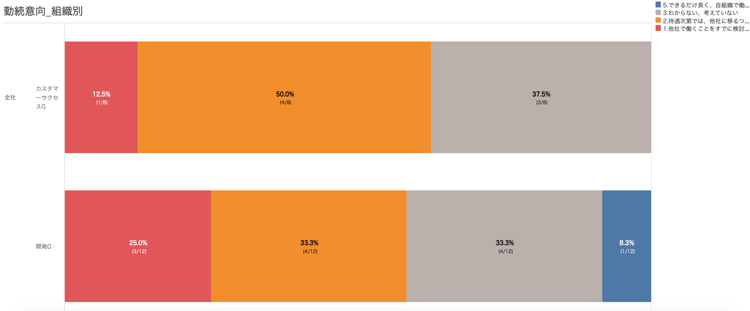 勤続意向_組織別
5.できるだけ長く、自組織で働...
3.わからない、考えていない
2.待遇次第では、他社に移るつ...
1.他社で働くことをすでに検討...
全社
カスタマ
ーサクセ
スG
12.5%
(1/8)
50.0%
(4/8)
37.5%
(3/8)
開発G
25.0%
(3/12)
33.3%
(4/12)
33.3%
(4/12)
8.3%
(1/12)